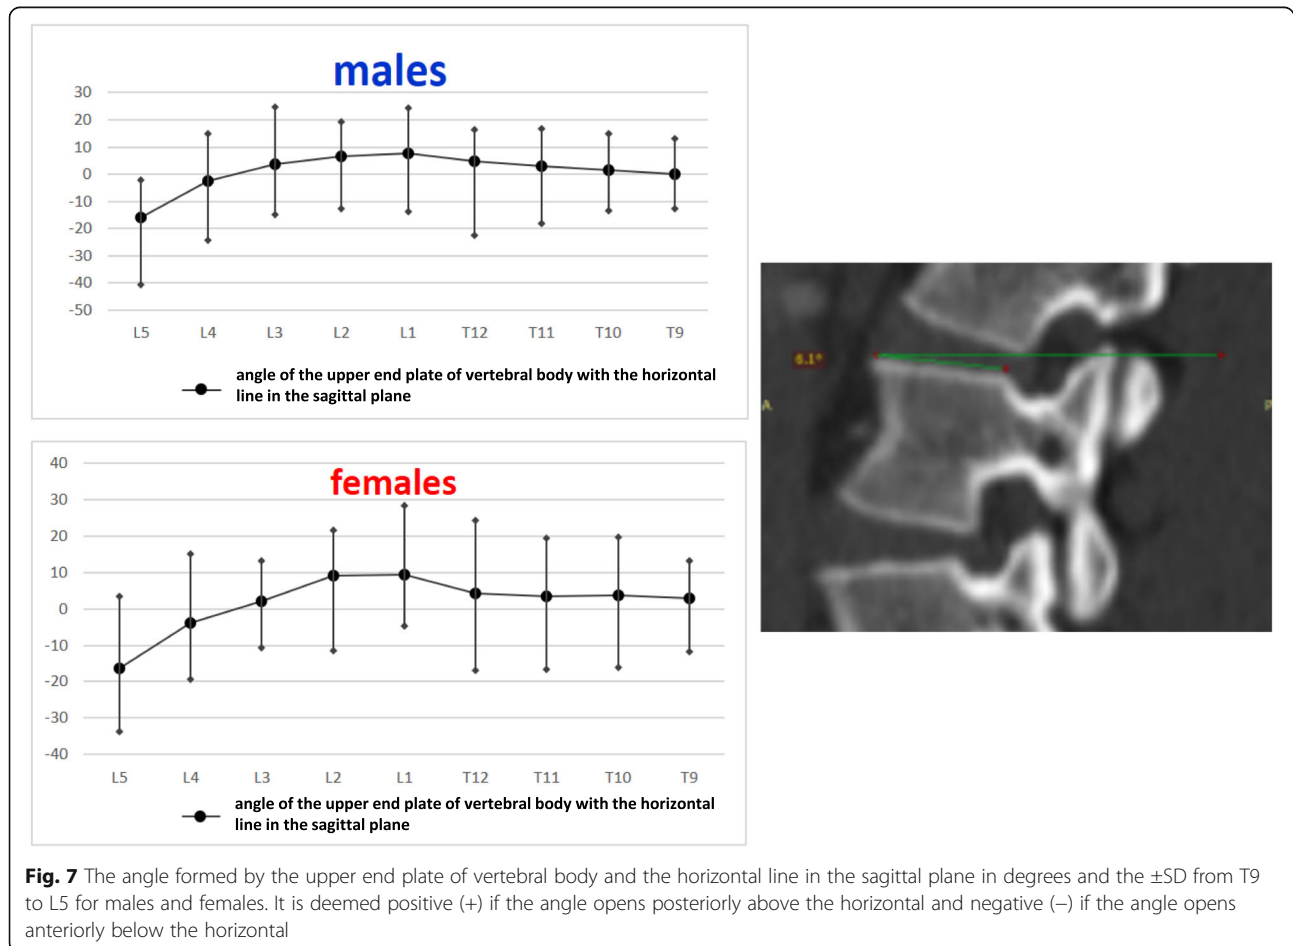 males
30
20
10
0
-10
-20
-30
-40
-50
L5 L4 L3 L2 L1 T12 T11 T10 T9
angle of the upper end plate of vertebral body with the horizontal
line in the sagittal plane
females
40
30
20
10
0
-10
-20
-30
-40
L5 L4 L3 L2 L1 T12 T11 T10 T9
angle of the upper end plate of vertebral body with the horizontal
line in the sagittal plane
6.1°
A
P
Fig. 7 The angle formed by the upper end plate of vertebral body and the horizontal line in the sagittal plane in degrees and the ±SD from T9
to L5 for males and females. It is deemed positive (+) if the angle opens posteriorly above the horizontal and negative (−) if the angle opens
anteriorly below the horizontal